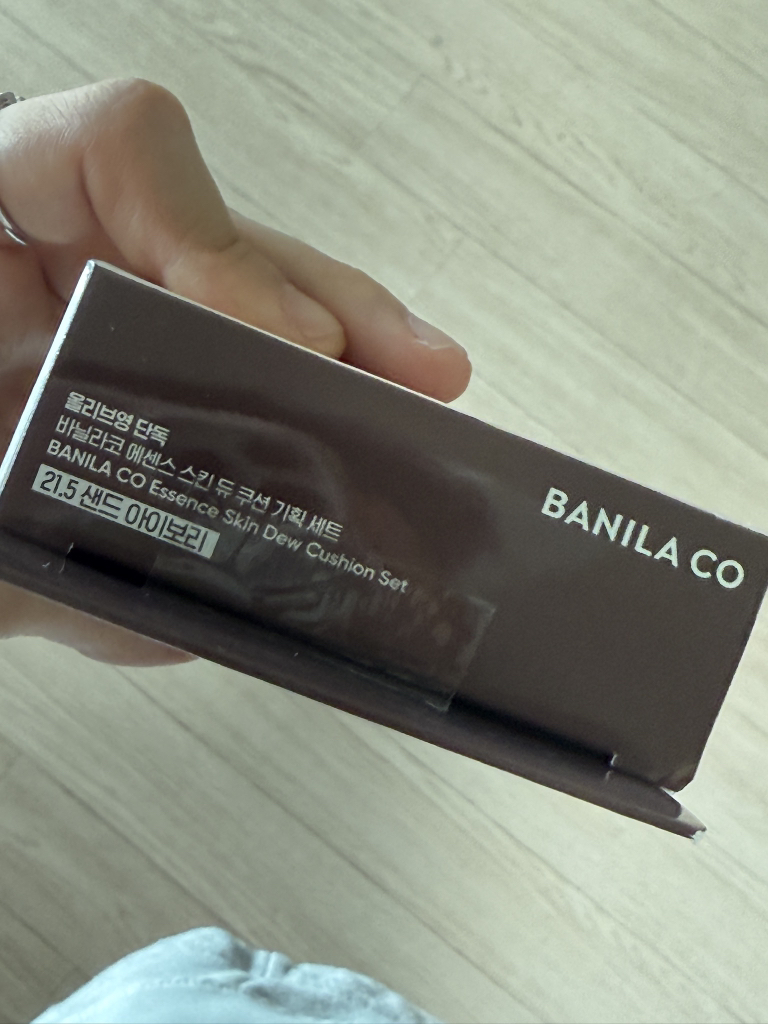 올리브영 단독
바닐라코 에센스 스킨 듀 쿠션 기획 세트
BANILA CO Essence Skin Dew Cushion Set
21.5 샌드 아이보리
BANILA CO